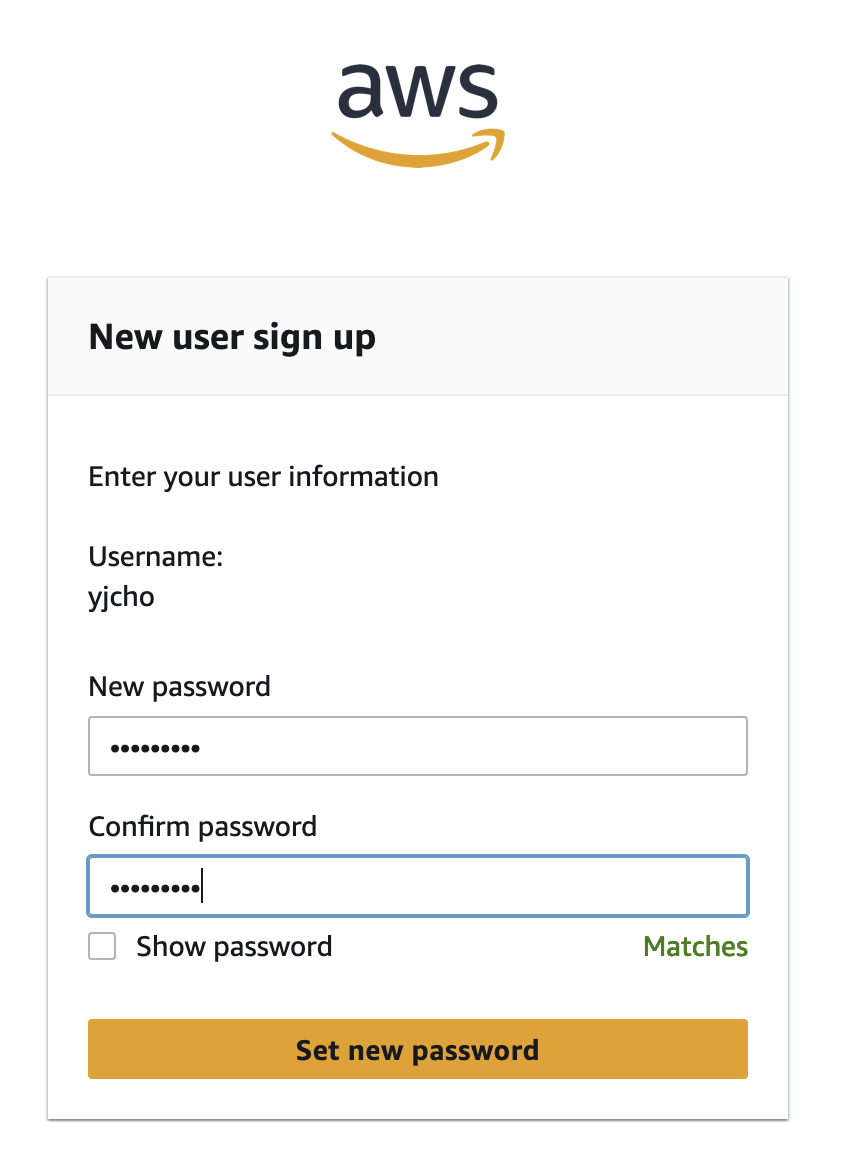 aws
New user sign up
Enter your user information
Username:
yjcho
New password
•••••••••
Confirm password
•••••••••
Show password
Matches
Set new password